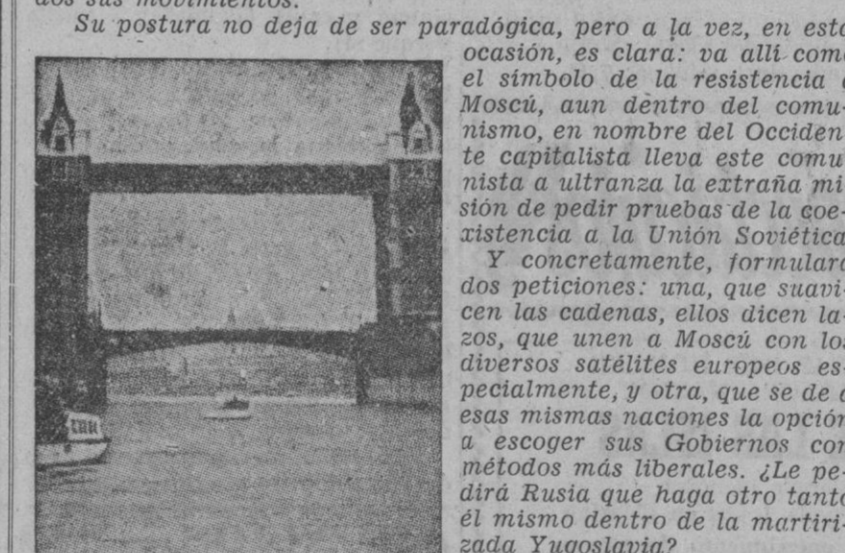 dos sus movimientos.
Su postura no deja de ser paradógica, pero a la vez, en esta
ocasión, es clara: va allí com
el símbolo de la resistencia
Moscú, aun dentro del comu-
nismo, en nombre del Occiden
te capitalista lleva este comu
nista a ultranza la extraña mi
sión de pedir pruebas de la coe-
xistencia a la Unión Soviética
Y concretamente, formulará
dos peticiones: una, que suavi-
cen las cadenas, ellos dicen la-
zos, que unen a Moscú con los
diversos satélites europeos es-
pecialmente, y otra, que se de a
esas mismas naciones la opción
a escoger sus Gobiernos con
métodos más liberales. ¿Le pe-
dirá Rusia que haga otro tanto
él mismo dentro de la martiri-
zada Yugoslavia?